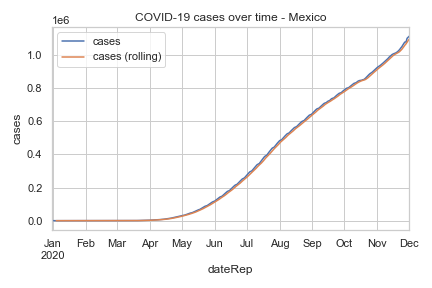 COVID-19 cases over time - Mexico
1e6
cases
cases (rolling)
1.0
0.8
0.6
0.4
0.2
0.0
cases
Jan Feb Mar Apr May Jun Jul Aug Sep Oct Nov Dec
2020
dateRep